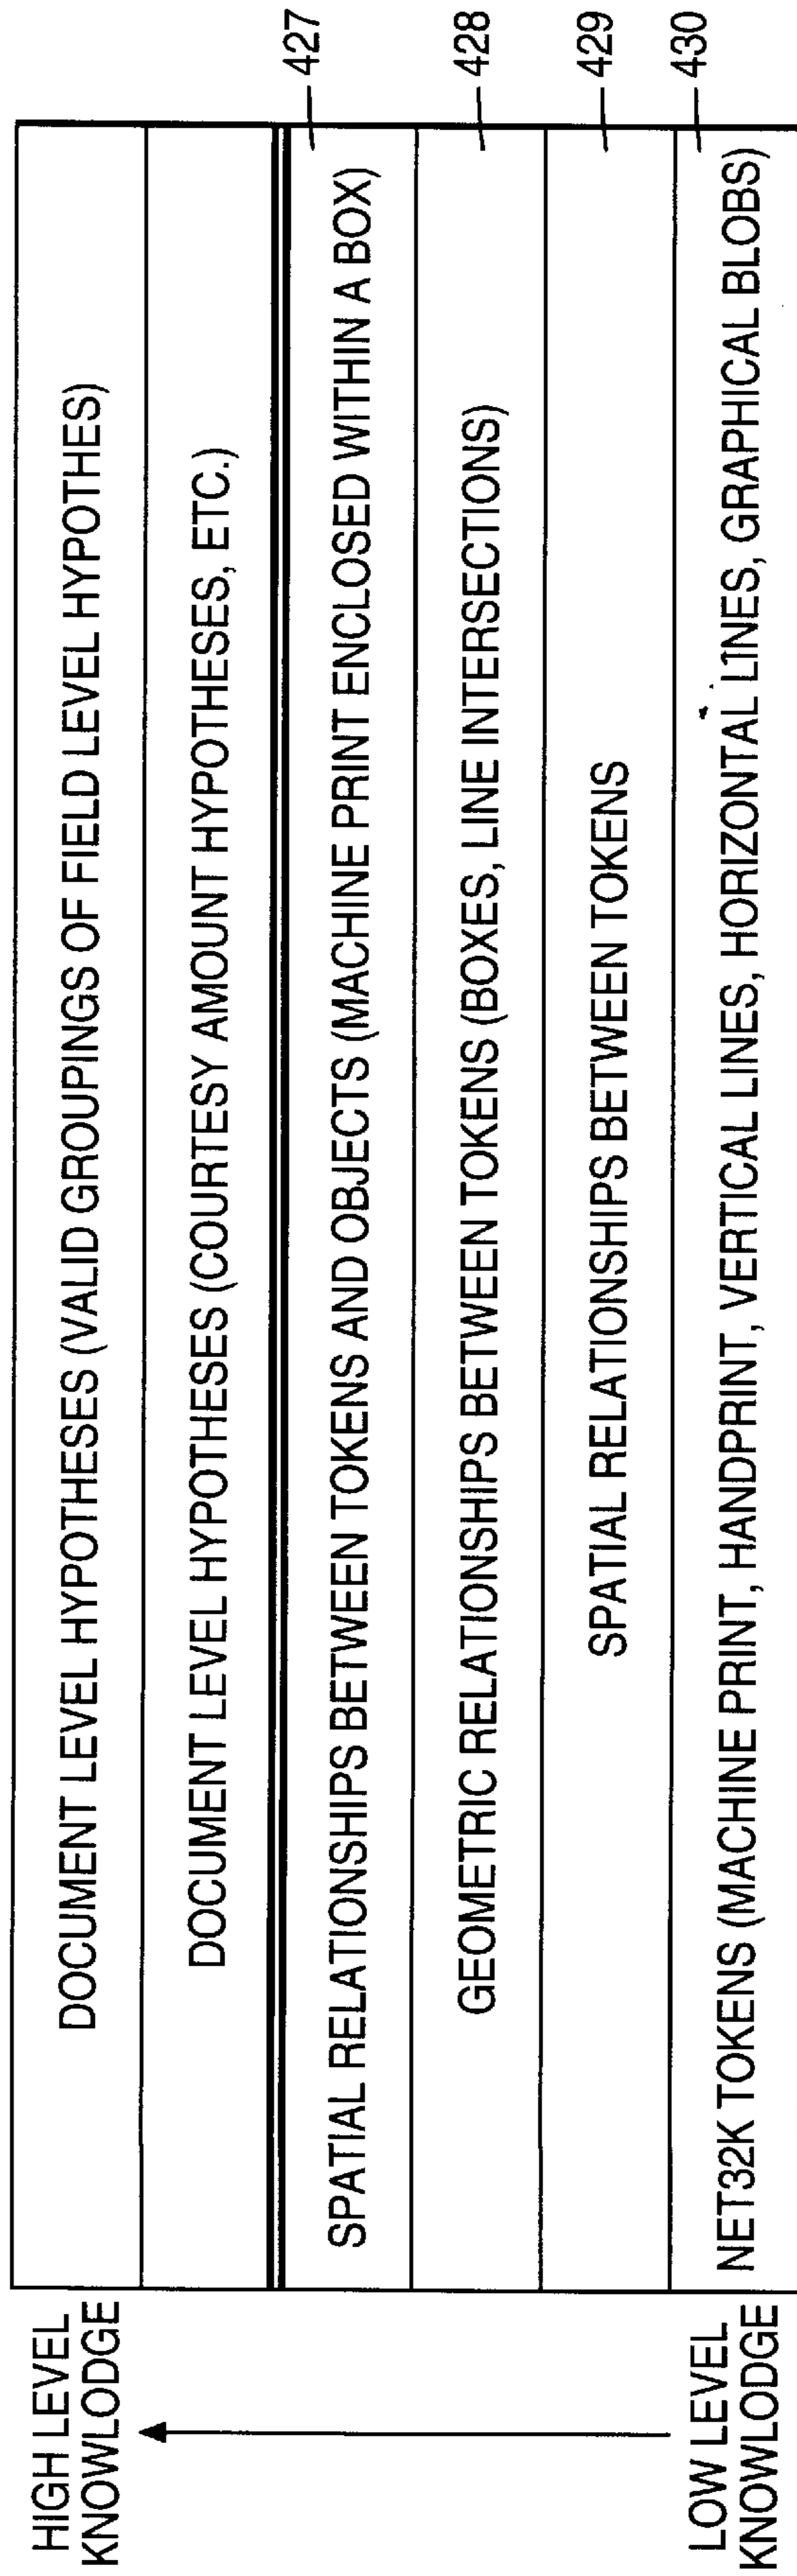 HIGH LEVEL
KNOWLODGE
DOCUMENT LEVEL HYPOTHESES (VALID GROUPINGS OF FIELD LEVEL HYPOTHES)
DOCUMENT LEVEL HYPOTHESES (COURTESY AMOUNT HYPOTHESES, ETC.)
SPATIAL RELATIONSHIPS BETWEEN TOKENS AND OBJECTS (MACHINE PRINT ENCLOSED WITHIN A BOX) 427
GEOMETRIC RELATIONSHIPS BETWEEN TOKENS (BOXES, LINE INTERSECTIONS) 428
SPATIAL RELATIONSHIPS BETWEEN TOKENS 429
LOW LEVEL
KNOWLODGE
NET32K TOKENS (MACHINE PRINT, HANDPRINT, VERTICAL LINES, HORIZONTAL LINES, GRAPHICAL BLOBS) 430